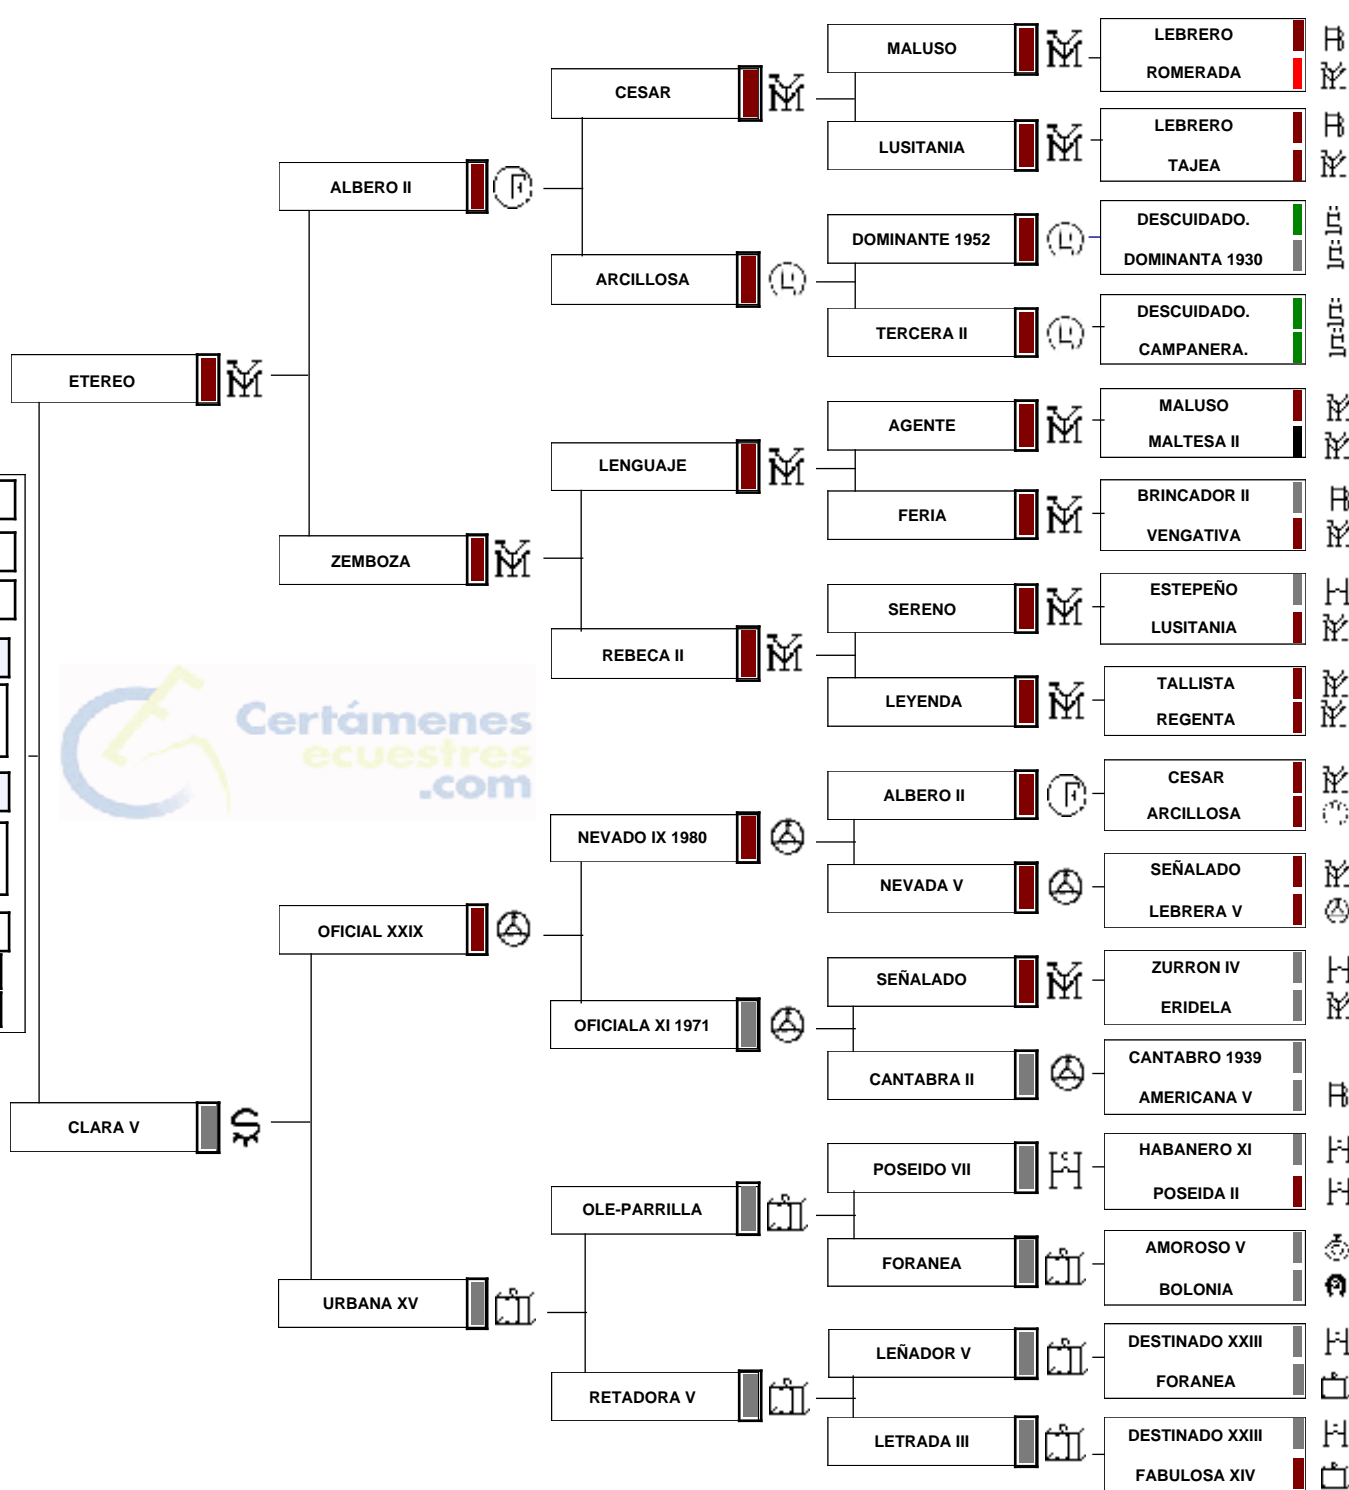 ETEREO
CLARA V
ALBERO II
ZEMBOZA
OFICIAL XXIX
URBANA XV
CESAR
ARCILLOSA
LENGUAJE
REBECA II
NEVADO IX 1980
OFICIALA XI 1971
OLE-PARRILLA
RETADORA V
MALUSO
LUSITANIA
DOMINANTE 1952
TERCERA II
AGENTE
FERIA
SERENO
LEYENDA
ALBERO II
NEVADA V
SEÑALADO
CANTABRA II
POSEIDO VII
FORANEA
LEÑADOR V
LETRADA III
LEBRERO
ROMERADA
LEBRERO
TAJEA
DESCUIDADO.
DOMINANTA 1930
DESCUIDADO.
CAMPANERA.
MALUSO
MALTESA II
BRINCADOR II
VENGATIVA
ESTEPEÑO
LUSITANIA
TALLISTA
REGENTA
CESAR
ARCILLOSA
SEÑALADO
LEBRERA V
ZURRON IV
ERIDELA
CANTABRO 1939
AMERICANA V
HABANERO XI
POSEIDA II
AMOROSO V
BOLONIA
DESTINADO XXIII
FORANEA
DESTINADO XXIII
FABULOSA XIV
Certámenes
ecuestres
.com